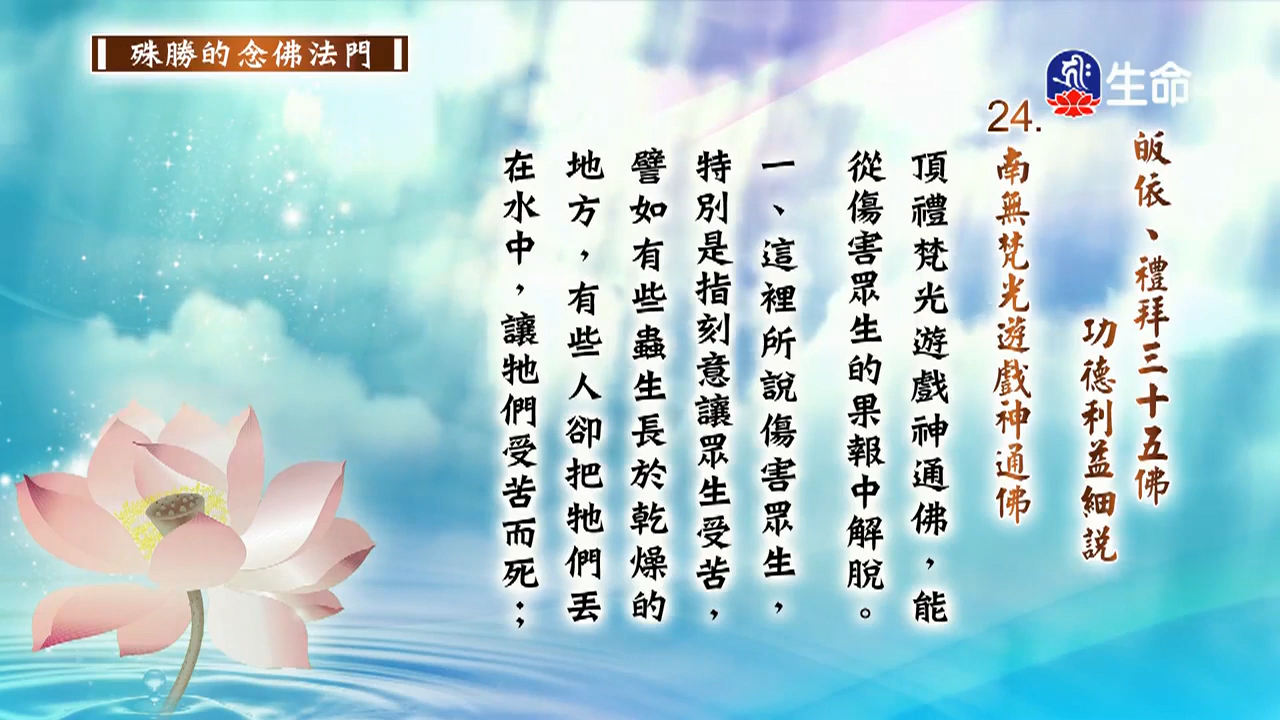 殊勝的念佛法門
生命
皈依、禮拜三十五佛
功德利益細説
24.
南無梵光遊戲神通佛
頂禮梵光游戲神通佛，能
從傷害眾生的果報中解脫。
一、這裡所說傷害眾生，
特別是指刻意讓眾生受苦，
譬如有些蟲生長於乾燥的
地方，有些人卻把牠們丟
在水中，讓牠們受苦而死；